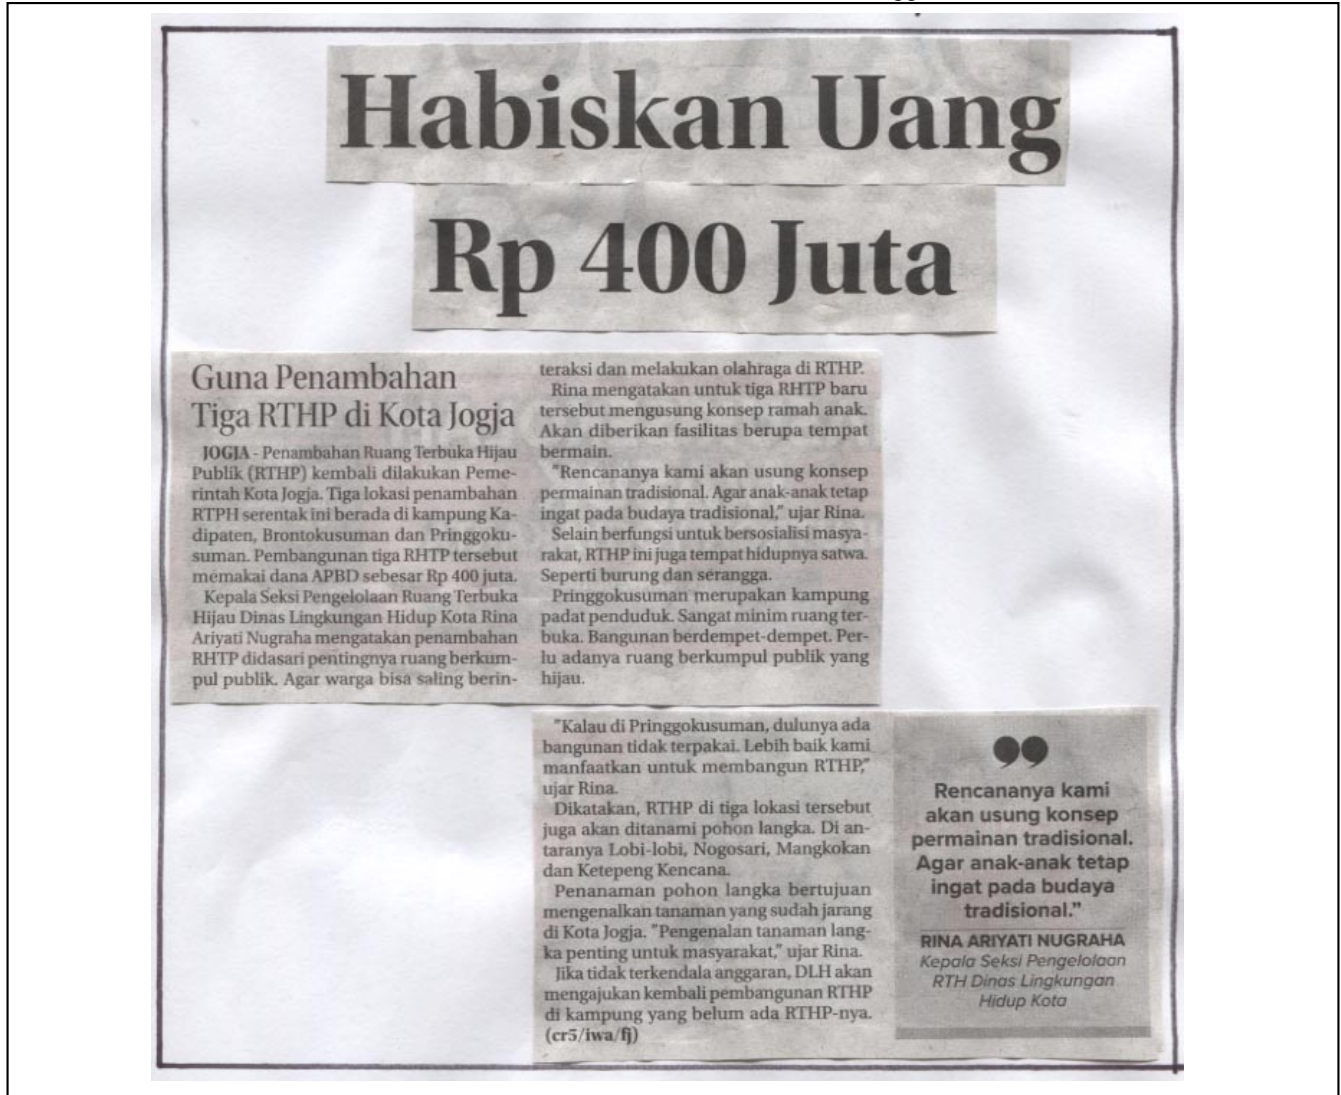 Habiskan Uang
Rp 400 Juta
Guna Penambahan
Tiga RTHP di Kota Jogja
JOGJA - Penambahan Ruang Terbuka Hijau
Publik (RTHP) kembali dilakukan Peme-
rintah Kota Jogja. Tiga lokasi penambahan
RTPH serentak ini berada di kampung Ka-
dipaten, Brontokusuman dan Pringgoku-
suman. Pembangunan tiga RHTP tersebut
memakai dana APBD sebesar Rp 400 juta.
Kepala Seksi Pengelolaan Ruang Terbuka
Hijau Dinas Lingkungan Hidup Kota Rina
Ariyati Nugraha mengatakan penambahan
RHTP didasari pentingnya ruang berkum-
pul publik. Agar warga bisa saling berin-
teraksi dan melakukan olahraga di RTHP.
Rina mengatakan untuk tiga RHTP baru
tersebut mengusung konsep ramah anak.
Akan diberikan fasilitas berupa tempat
bermain.
"Rencananya kami akan usung konsep
permainan tradisional. Agar anak-anak tetap
ingat pada budaya tradisional," ujar Rina.
Selain berfungsi untuk bersosialisi masya-
rakat, RTHP ini juga tempat hidupnya satwa.
Seperti burung dan serangga.
Pringgokusuman merupakan kampung
padat penduduk. Sangat minim ruang ter-
buka. Bangunan berdempet-dempet. Per-
lu adanya ruang berkumpul publik yang
hijau.
"Kalau di Pringgokusuman, dulunya ada
bangunan tidak terpakai. Lebih baik kami
manfaatkan untuk membangun RTHP,"
ujar Rina.
Dikatakan, RTHP di tiga lokasi tersebut
juga akan ditanami pohon langka. Di an-
taranya Lobi-lobi, Nogosari, Mangkokan
dan Ketepeng Kencana.
Penanaman pohon langka bertujuan
mengenalkan tanaman yang sudah jarang
di Kota Jogja. "Pengenalan tanaman lang-
ka penting untuk masyarakat," ujar Rina.
Jika tidak terkendala anggaran, DLH akan
mengajukan kembali pembangunan RTHP
di kampung yang belum ada RTHP-nya.
(cr5/iwa/fj)
"
Rencananya kami
akan usung konsep
permainan tradisional.
Agar anak-anak tetap
ingat pada budaya
tradisional."
RINA ARIYATI NUGRAHA
Kepala Seksi Pengelolaan
RTH Dinas Lingkungan
Hidup Kota